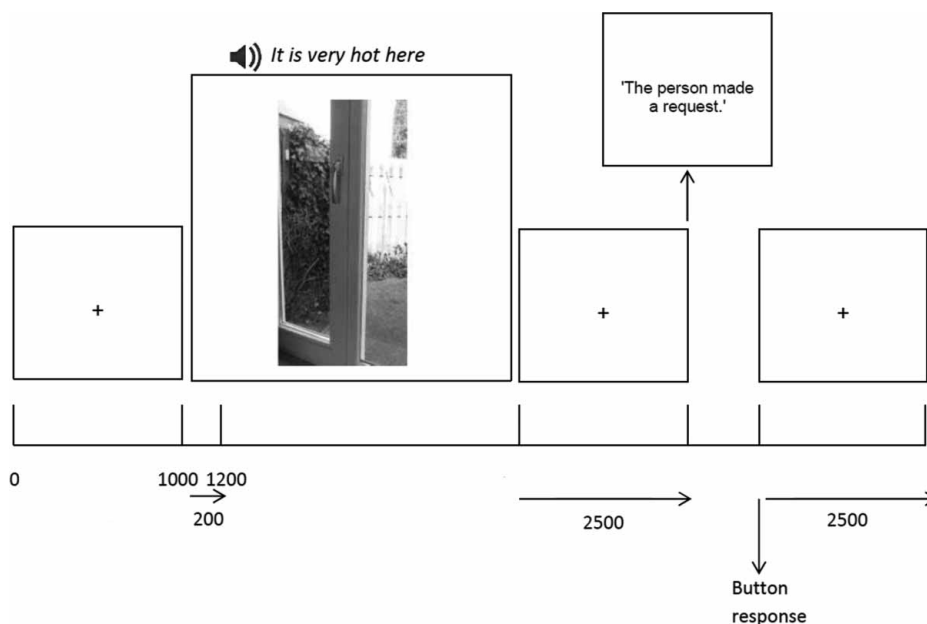 It is very hot here
'The person made
a request.'
+
+
+
0
1000
1200
200
2500
2500
Button
response